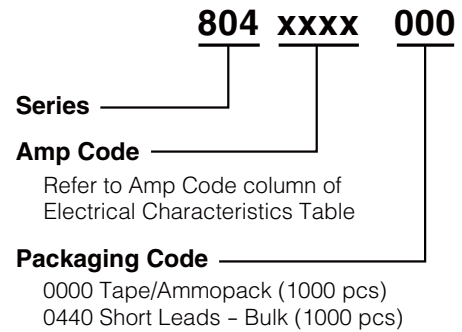 804 xxxx 000
Series
Amp Code
Refer to Amp Code column of
Electrical Characteristics Table
Packaging Code
0000 Tape/Ammopack (1000 pcs)
0440 Short Leads – Bulk (1000 pcs)